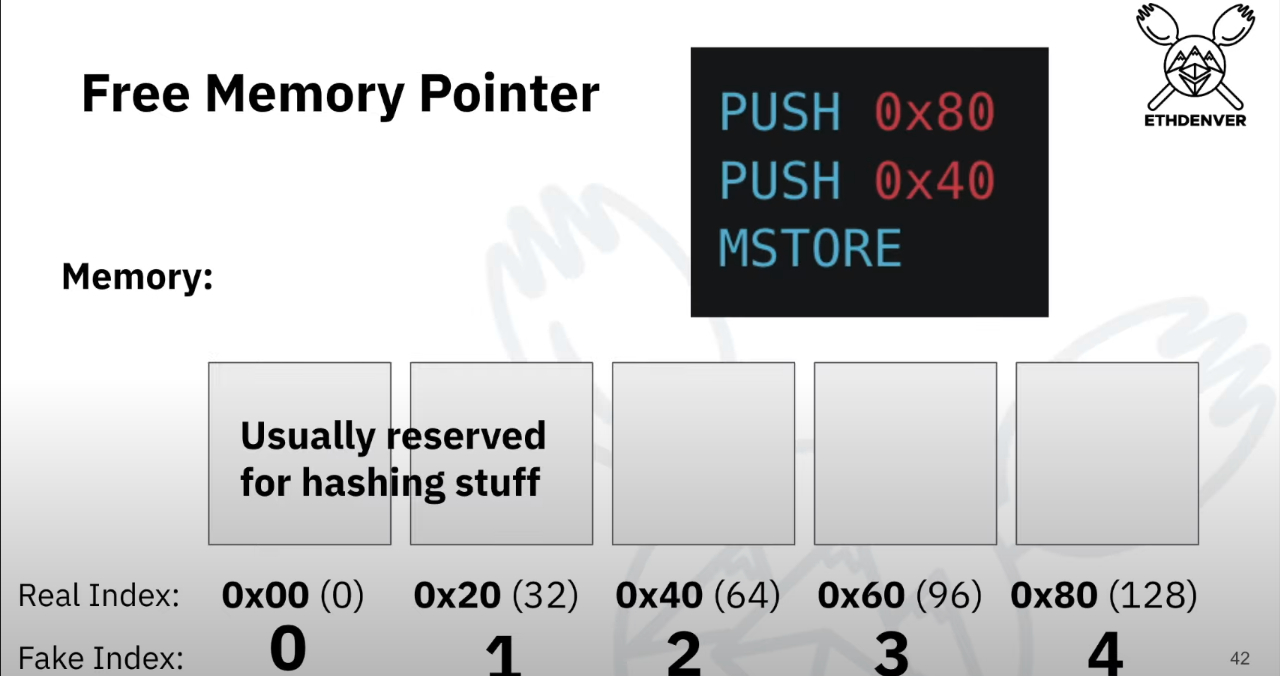 Free Memory Pointer
PUSH 0x80
PUSH 0x40
MSTORE
ETHDENVER
Memory:
Usually reserved
for hashing stuff
Real Index: 0x00 (0) 0x20 (32) 0x40 (64) 0x60 (96) 0x80 (128)
Fake Index: 0 1 2 3 4
42